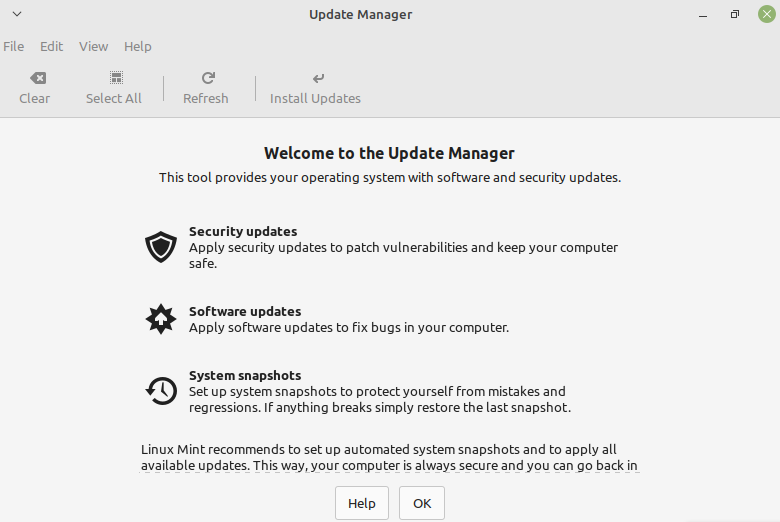 Update Manager
File Edit View Help
Clear Select All Refresh Install Updates
Welcome to the Update Manager
This tool provides your operating system with software and security updates.
Security updates
Apply security updates to patch vulnerabilities and keep your computer
safe.
Software updates
Apply software updates to fix bugs in your computer.
System snapshots
Set up system snapshots to protect yourself from mistakes and
regressions. If anything breaks simply restore the last snapshot.
Linux Mint recommends to set up automated system snapshots and to apply all
available updates. This way, your computer is always secure and you can go back in
Help OK